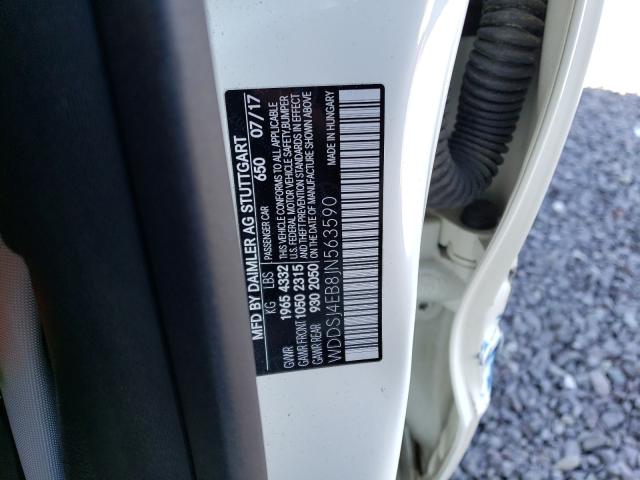 MFD BY DAIMLER AG STUTTGART
650 07/17
PASSENGER CAR
KG LBS
GVWR 1965 4332
GAWR FRONT 1050 2315
GAWR REAR 930 2050
THIS VEHICLE CONFORMS TO ALL APPLICABLE
U.S. FEDERAL MOTOR VEHICLE SAFETY, BUMPER
AND THEFT PREVENTION STANDARDS IN EFFECT
ON THE DATE OF MANUFACTURE SHOWN ABOVE
MADE IN HUNGARY
WDDSJ4EB8JN563590